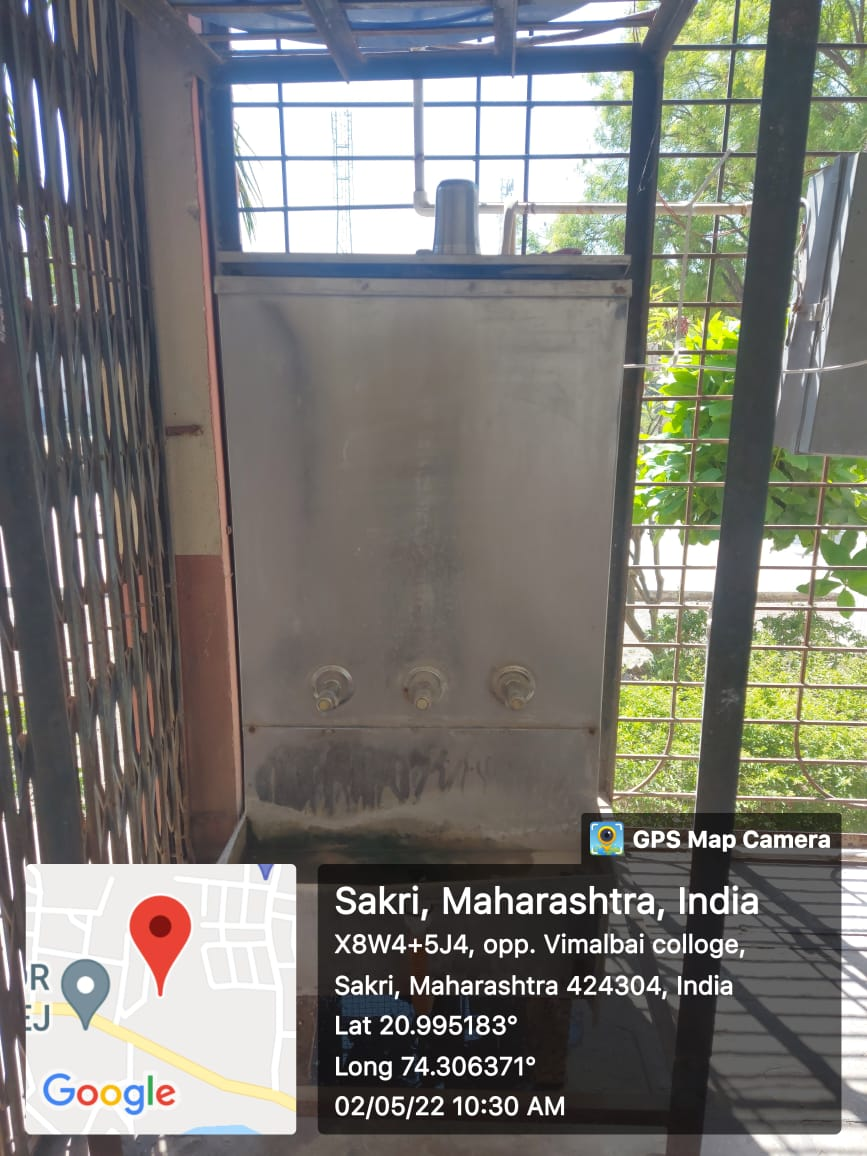 GPS Map Camera
Sakri, Maharashtra, India
X8W4+5J4, opp. Vimalbai colloge,
Sakri, Maharashtra 424304, India
Lat 20.995183°
Long 74.306371°
02/05/22 10:30 AM
R
EJ
Google